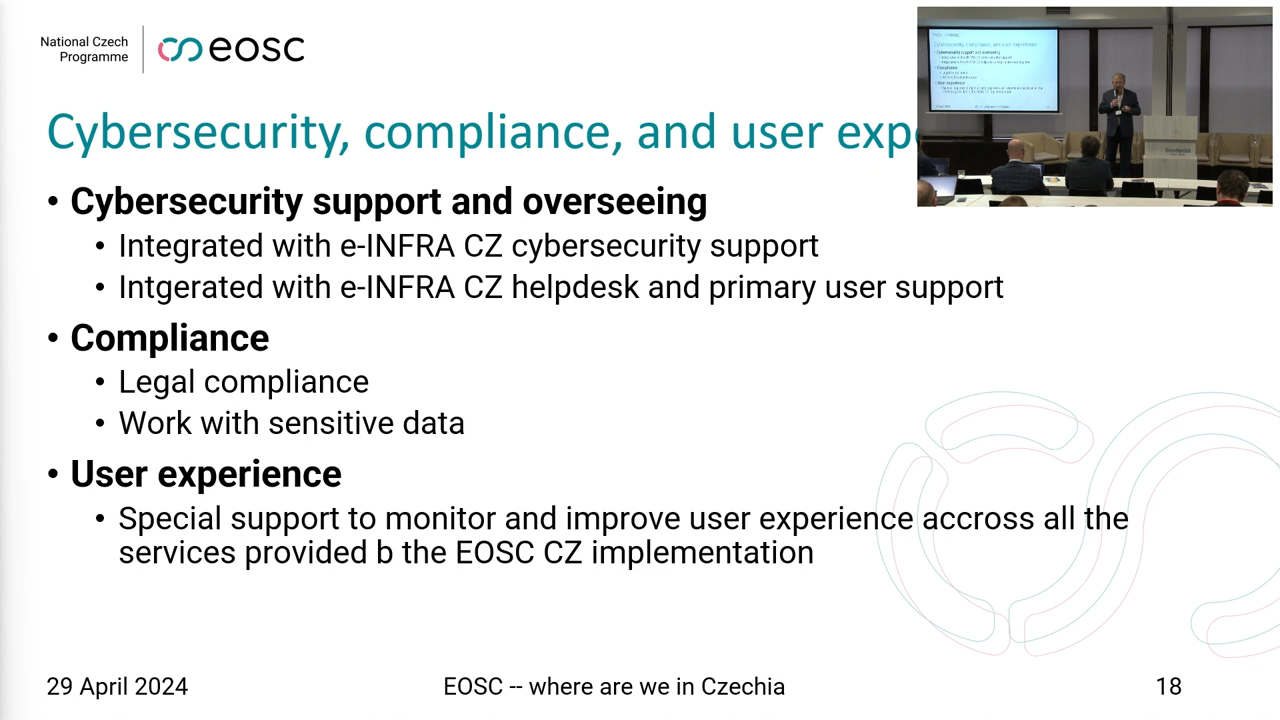 National Czech
Programme
eosc
Cybersecurity, compliance, and user exp
• Cybersecurity support and overseeing
• Integrated with e-INFRA CZ cybersecurity support
• Intgerated with e-INFRA CZ helpdesk and primary user support
• Compliance
• Legal compliance
• Work with sensitive data
• User experience
• Special support to monitor and improve user experience accross all the
services provided b the EOSC CZ implementation
29 April 2024
EOSC -- where are we in Czechia
18